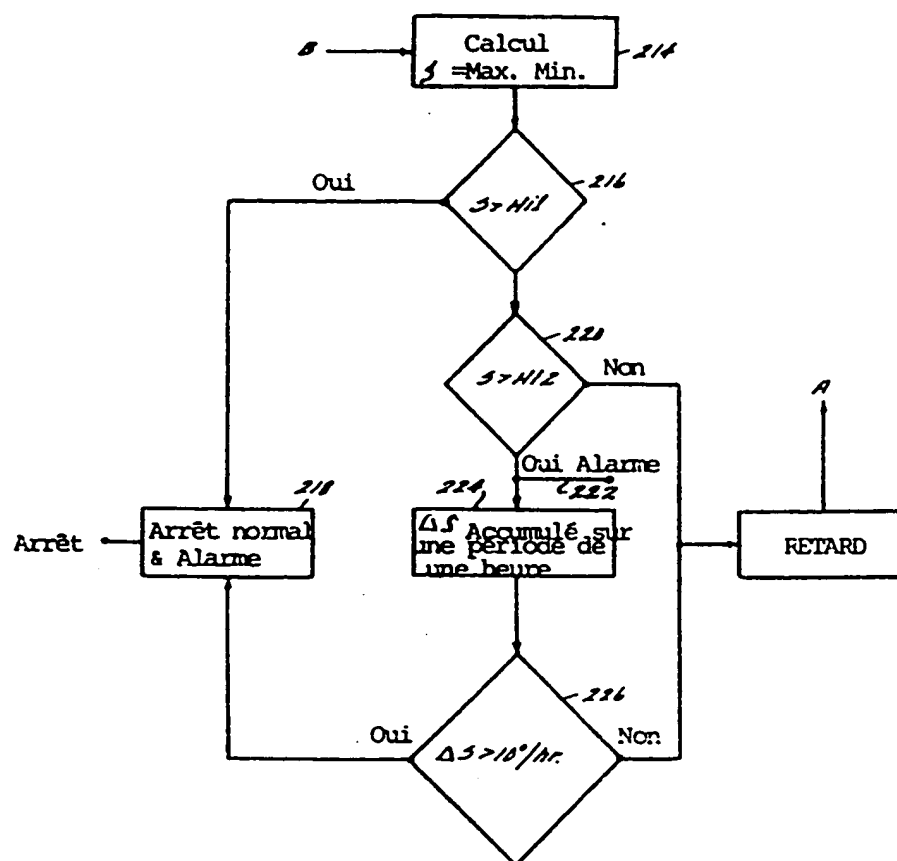 B
Calcul
S =Max. Min.
214
216
Oui
S>Hi1
220
S>Hi2
Non
A
Oui Alarme
222
224
218
ΔS Accumulé sur
une période de
une heure
Arrêt normal
& Alarme
Arrêt
RETARD
226
Oui
ΔS>10°/hr.
Non